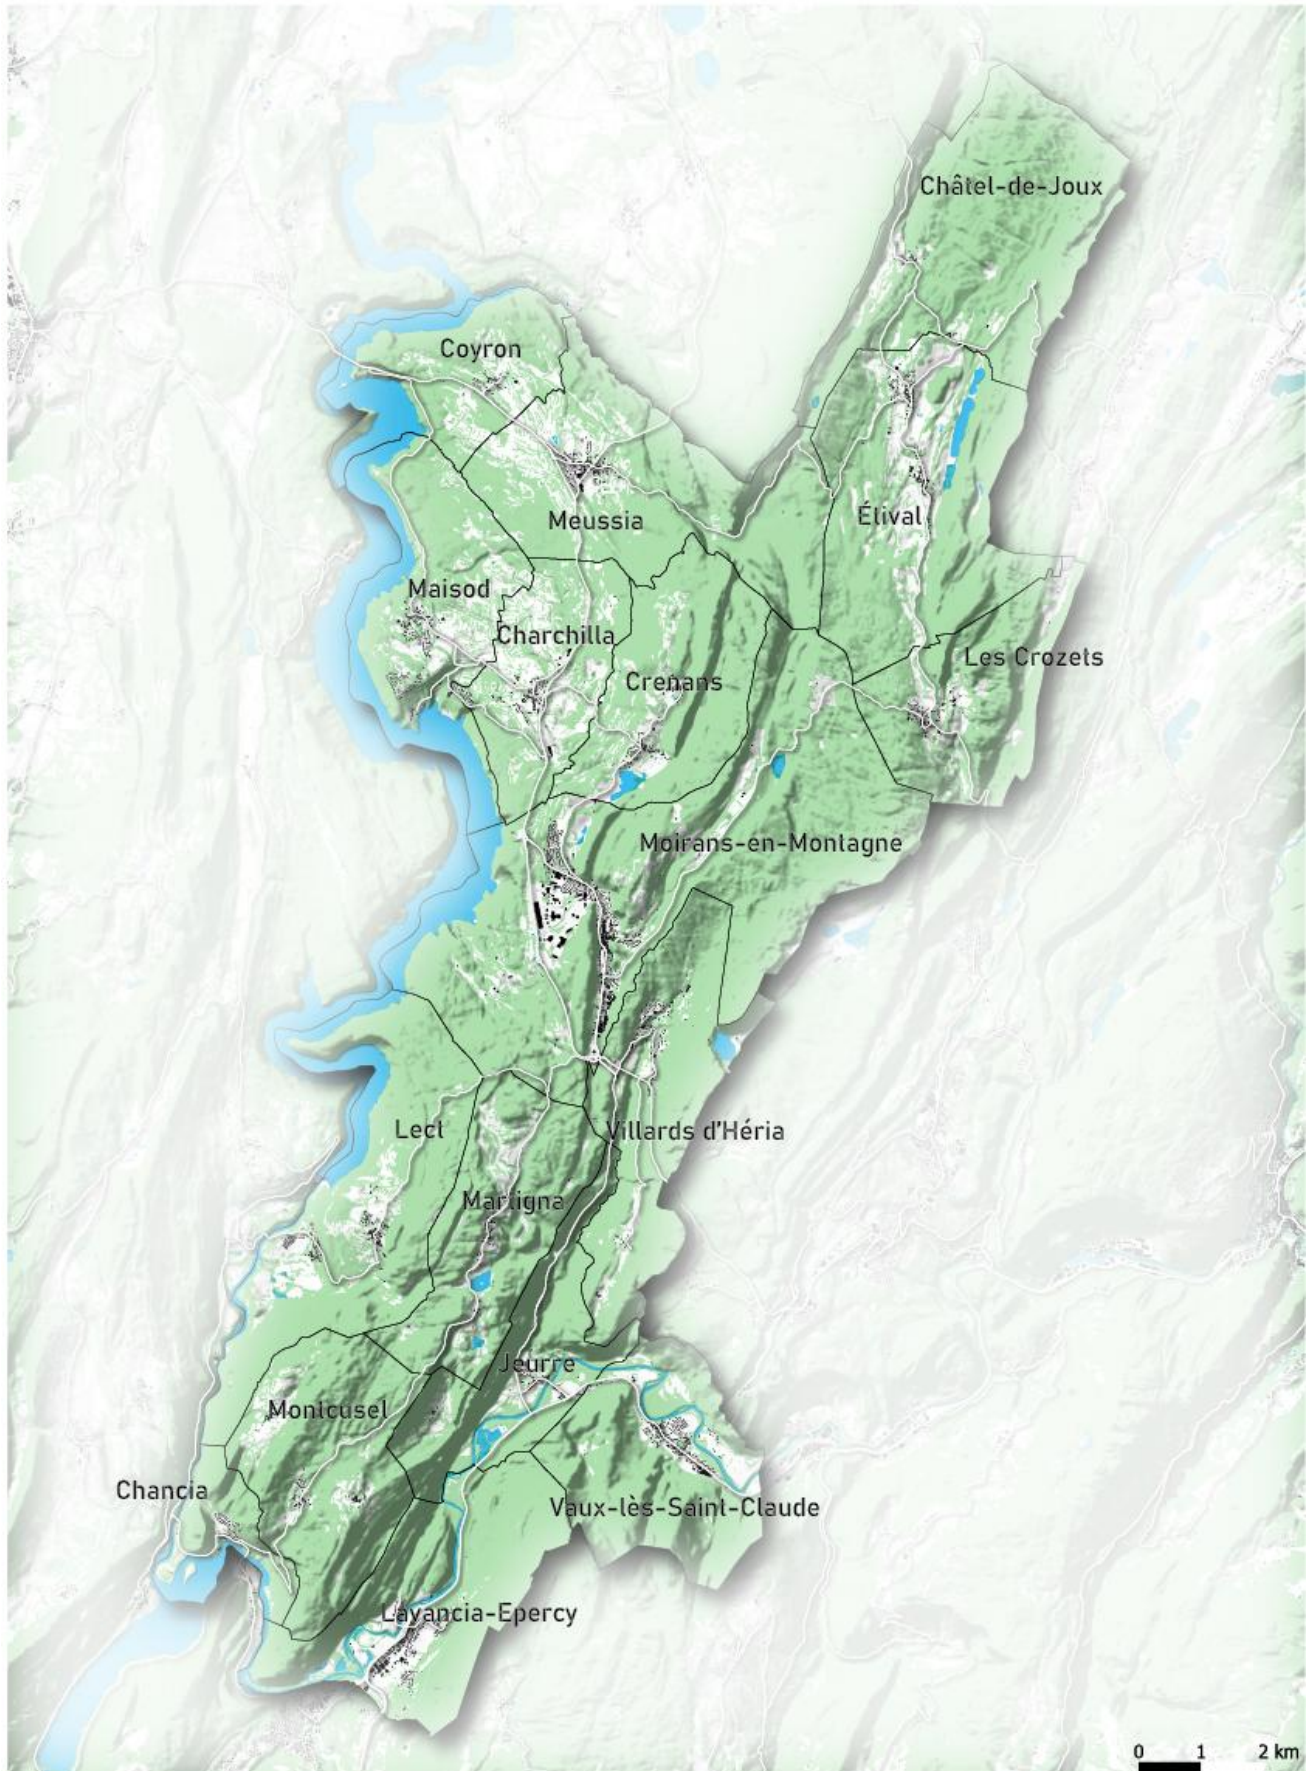 Châtel-de-Joux
Coyron
Meussia
Élival
Maisod
Charchilla
Les Crozets
Crenans
Moirans-en-Montagne
Lect
Villards d'Héria
Martigna
Jeurre
Montcusel
Chancia
Vaux-lès-Saint-Claude
Lavancia-Epercy
0 1 2 km